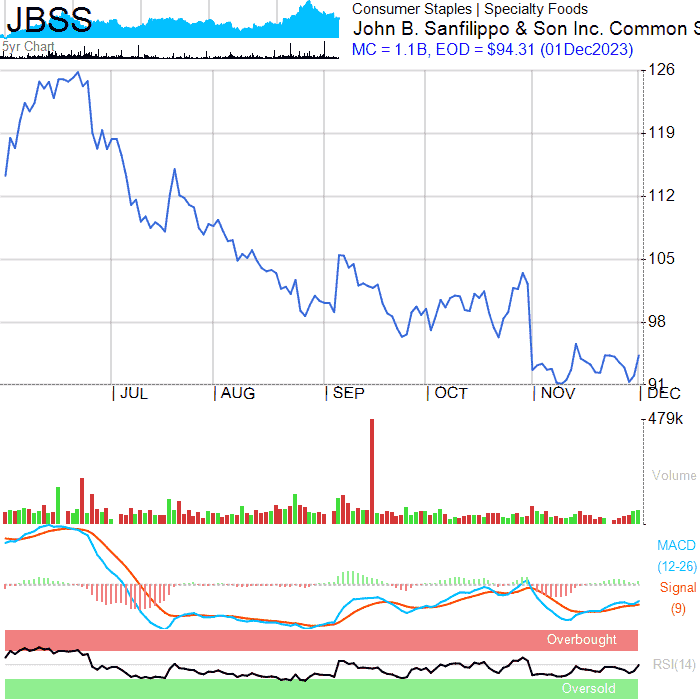 JBSS
5yr Chart
Consumer Staples | Specialty Foods
John B. Sanfilippo & Son Inc. Common S
MC = 1.1B, EOD = $94.31 (01Dec2023)
126
119
112
105
98
91
| JUL | AUG | SEP | OCT | NOV | DEC
479k
Volume
MACD
(12-26)
Signal
(9)
Overbought
RSI(14)
Oversold